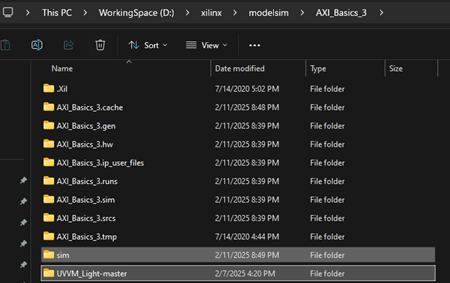 This PC > WorkingSpace (D:) > xilinx > modelsim > AXI_Basics_3 >
Sort View ...
Name Date modified Type Size
.Xil 7/14/2020 5:02 PM File folder
AXI_Basics_3.cache 2/11/2025 8:48 PM File folder
AXI_Basics_3.gen 2/11/2025 8:39 PM File folder
AXI_Basics_3.hw 2/11/2025 8:39 PM File folder
AXI_Basics_3.ip_user_files 2/11/2025 8:39 PM File folder
AXI_Basics_3.runs 2/11/2025 8:39 PM File folder
AXI_Basics_3.sim 2/11/2025 8:39 PM File folder
AXI_Basics_3.srcs 2/11/2025 8:39 PM File folder
AXI_Basics_3.tmp 7/14/2020 4:44 PM File folder
sim 2/11/2025 8:49 PM File folder
UVVM_Light-master 2/7/2025 4:20 PM File folder